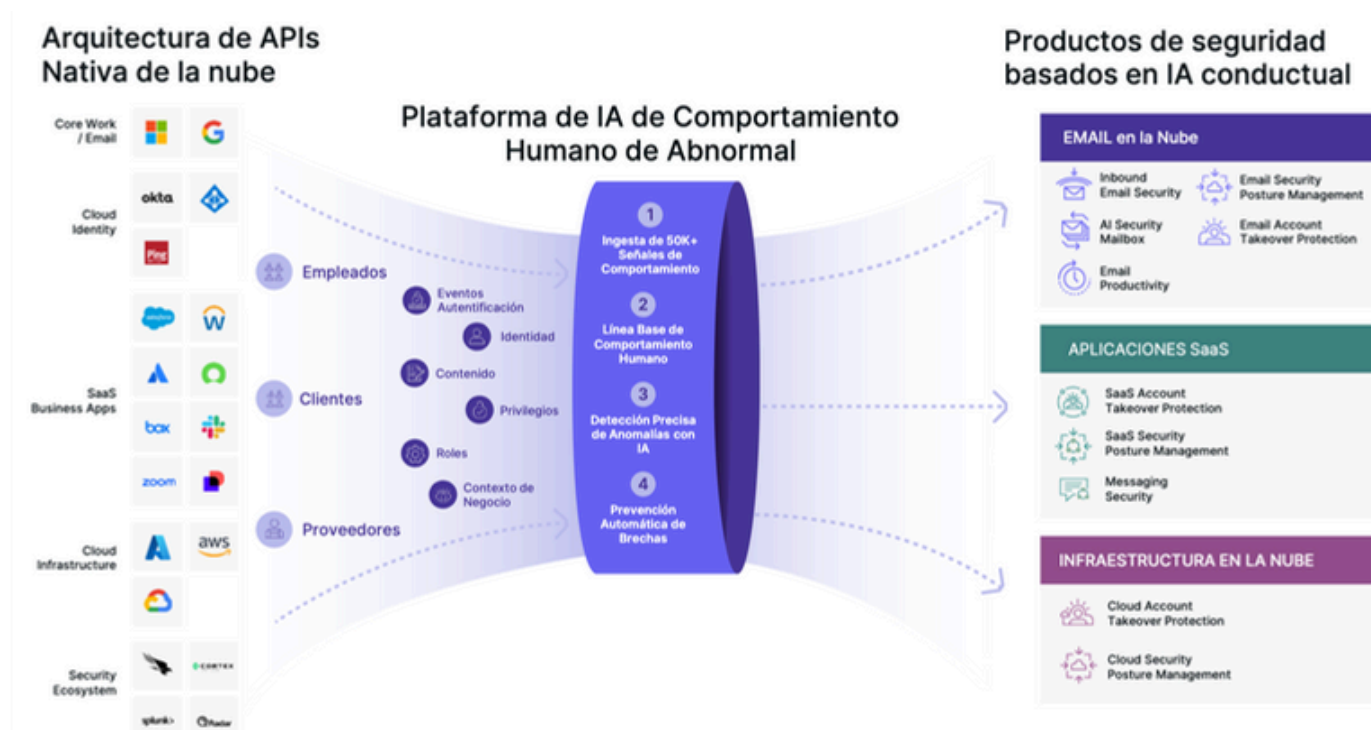 Arquitectura de APIs
Nativa de la nube
Core Work
/ Email
okta
Cloud
Identity
Ping
salesforce
SaaS
Business Apps
box
zoom
Cloud
Infrastructure
aws
Security
Ecosystem
CORTEX
splunk>
QRadar
Plataforma de IA de Comportamiento
Humano de Abnormal
Empleados
Clientes
Proveedores
Eventos
Autentificación
Identidad
Contenido
Privilegios
Roles
Contexto de
Negocio
1
Ingesta de 50K+
Señales de
Comportamiento
2
Línea Base de
Comportamiento
Humano
3
Detección Precisa
de Anomalías con
IA
4
Prevención
Automática de
Brechas
Productos de seguridad
basados en IA conductual
EMAIL en la Nube
Inbound
Email Security
Email Security
Posture Management
AI Security
Mailbox
Email Account
Takeover Protection
Email
Productivity
APLICACIONES SaaS
SaaS Account
Takeover Protection
SaaS Security
Posture Management
Messaging
Security
INFRAESTRUCTURA EN LA NUBE
Cloud Account
Takeover Protection
Cloud Security
Posture Management